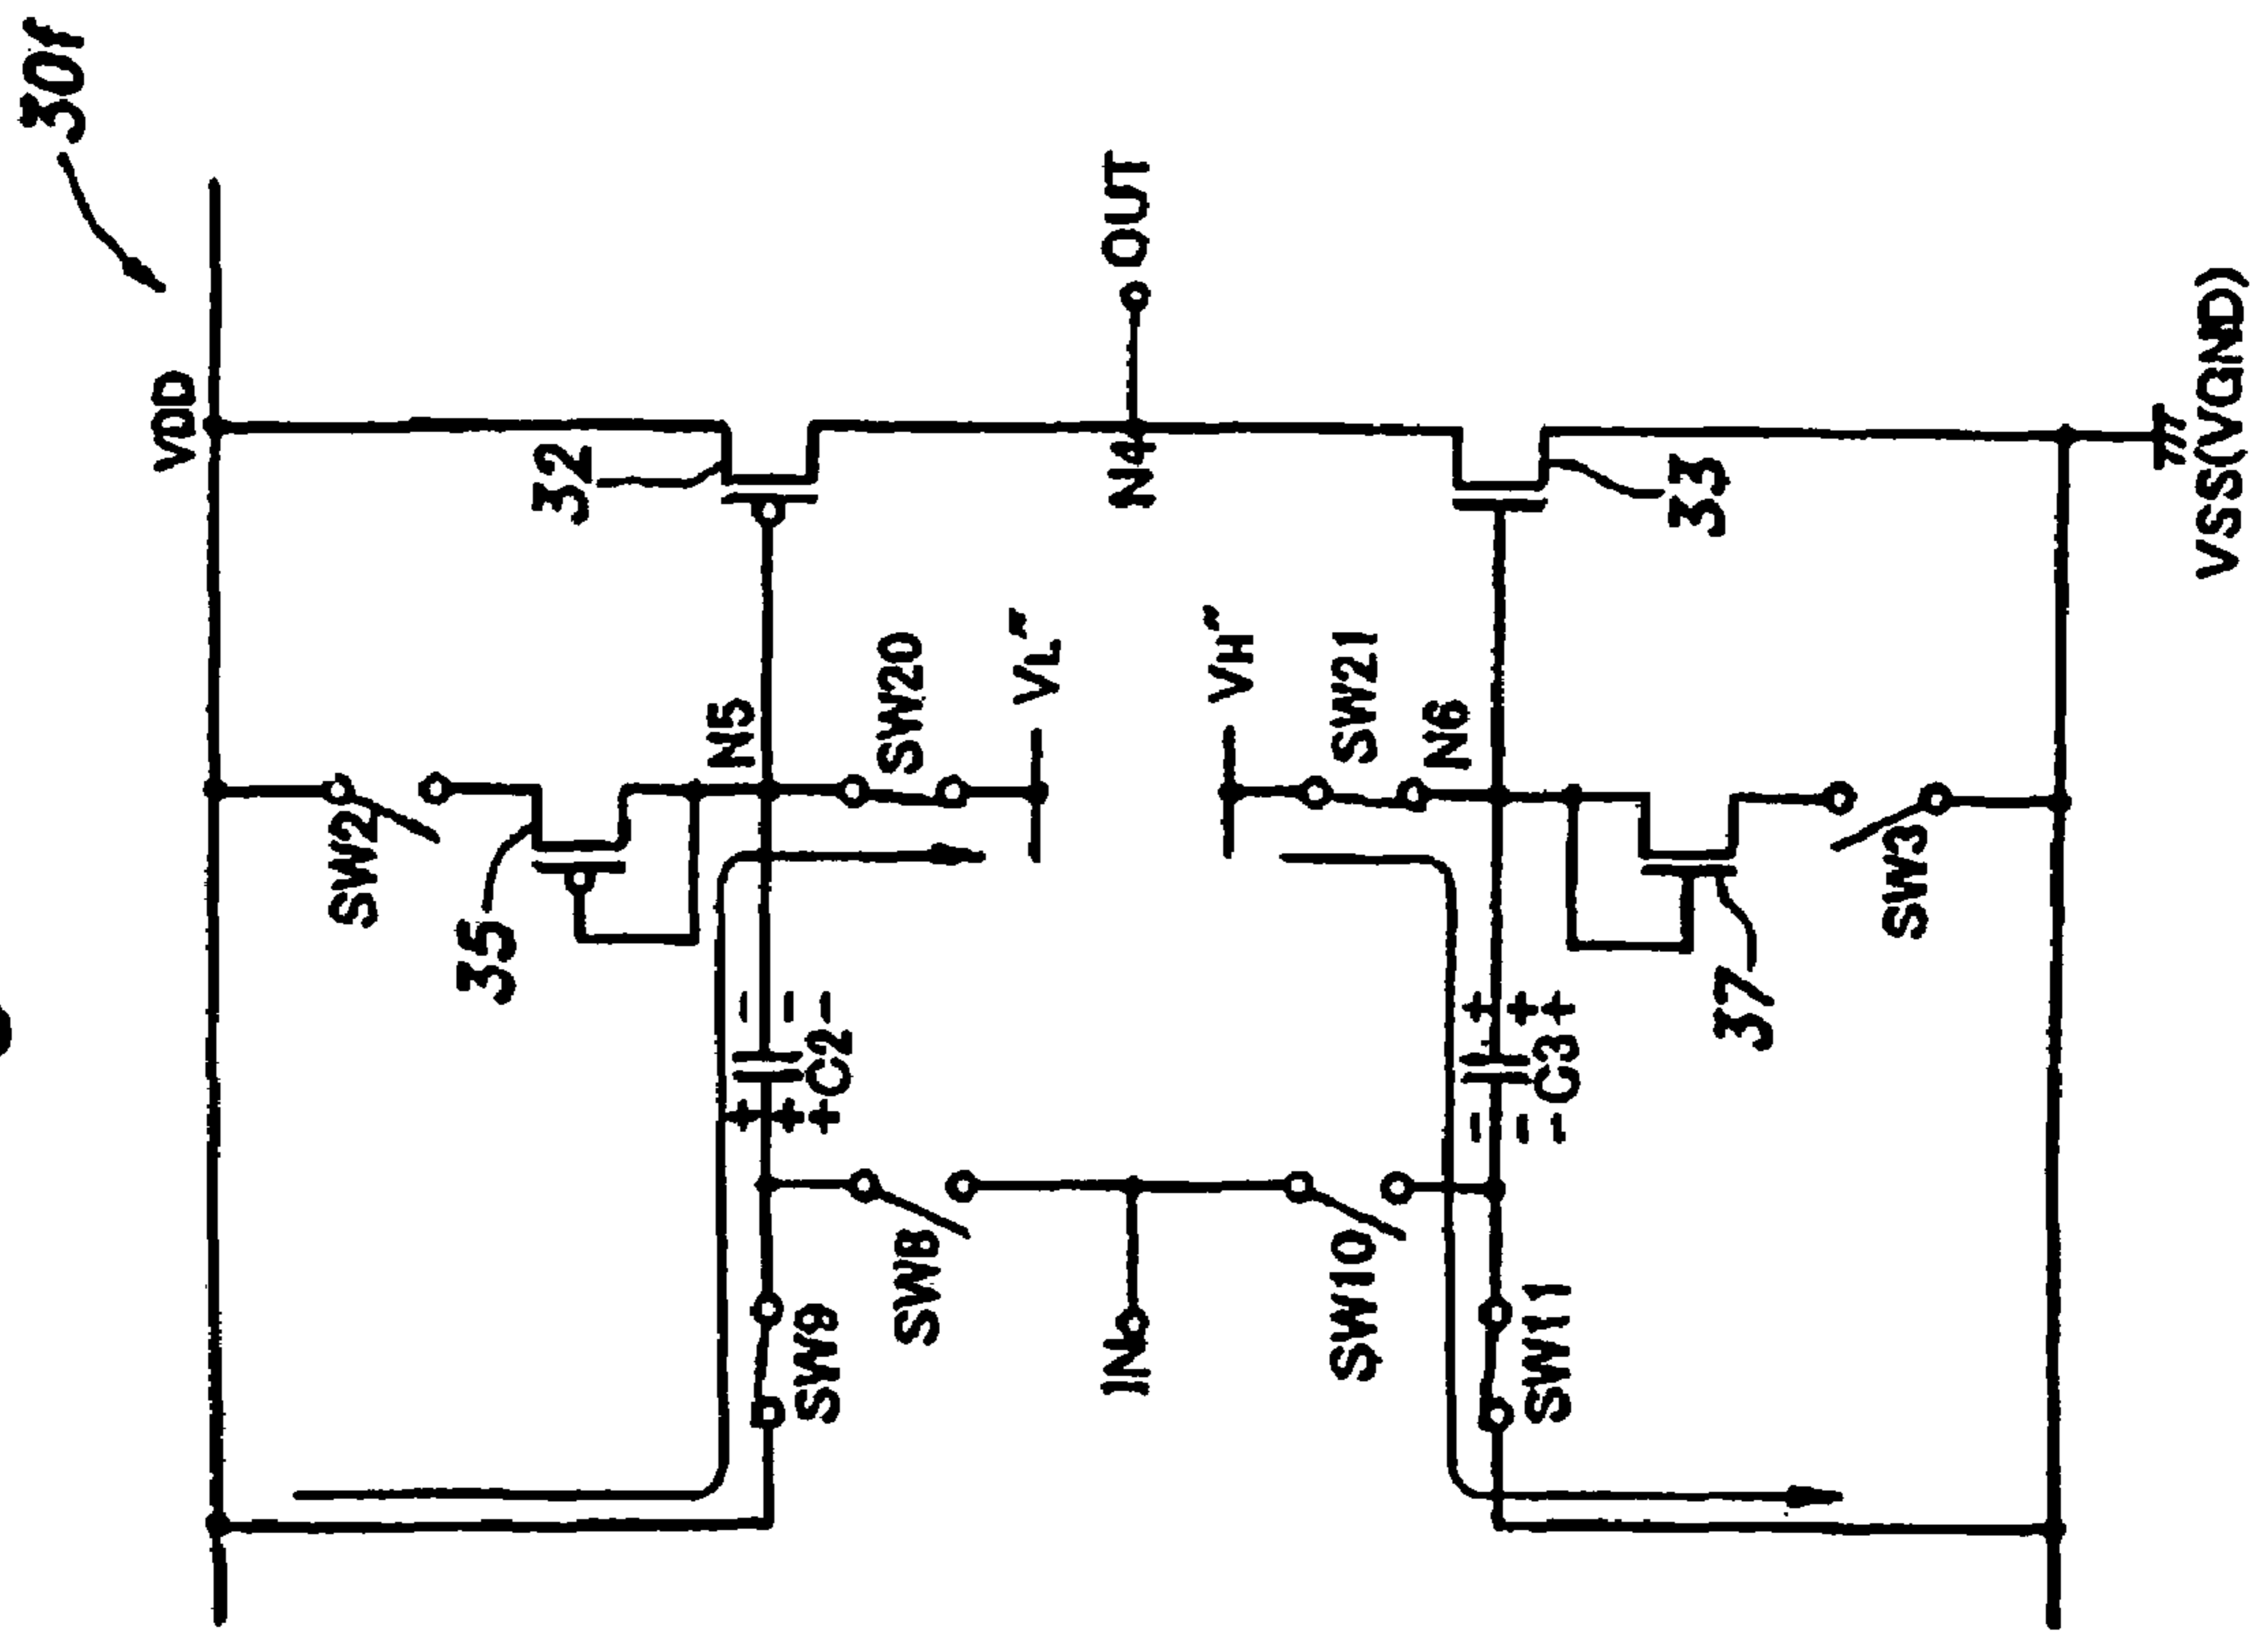 30f
VDD
OUT
32
N4
33
VSS(VGND)
SW2
35
N5
SW20
VL"
VH"
SW21
N6
37
SW3
- - -
C2
+ + +
+ + +
C3
- - -
SW9
SW8
IN
SW10
SW11